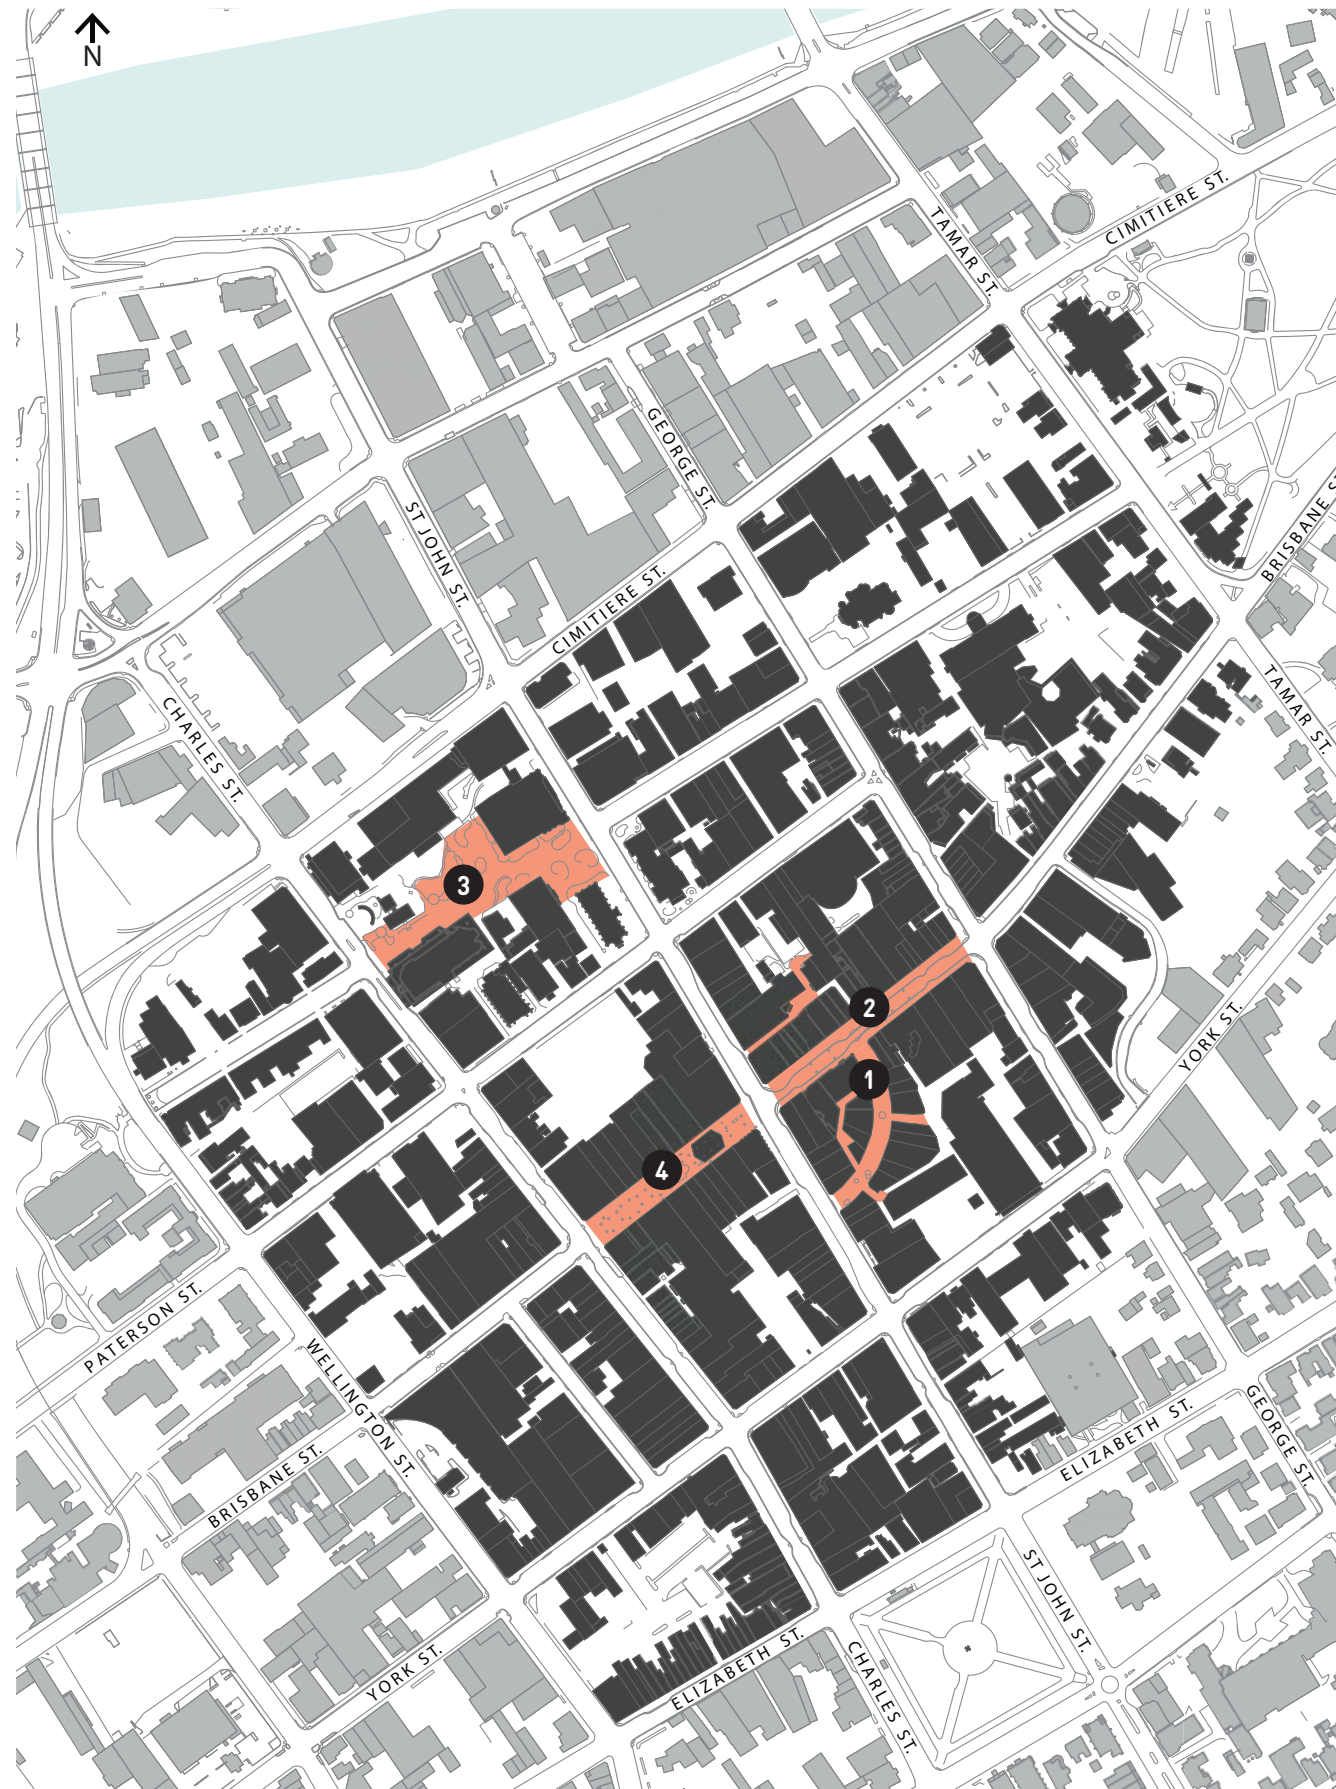 N
CIMITIERE ST.
TAMAR ST.
GEORGE ST.
ST JOHN ST.
BRISBANE
CIMITIERE ST.
CHARLES ST.
TAMAR ST.
3
2
YORK ST.
1
4
PATERSON ST.
WELLINGTON ST.
GEORGE ST.
ELIZABETH ST.
BRISBANE ST.
ST JOHN ST.
YORK ST.
ELIZABETH ST.
CHARLES ST.